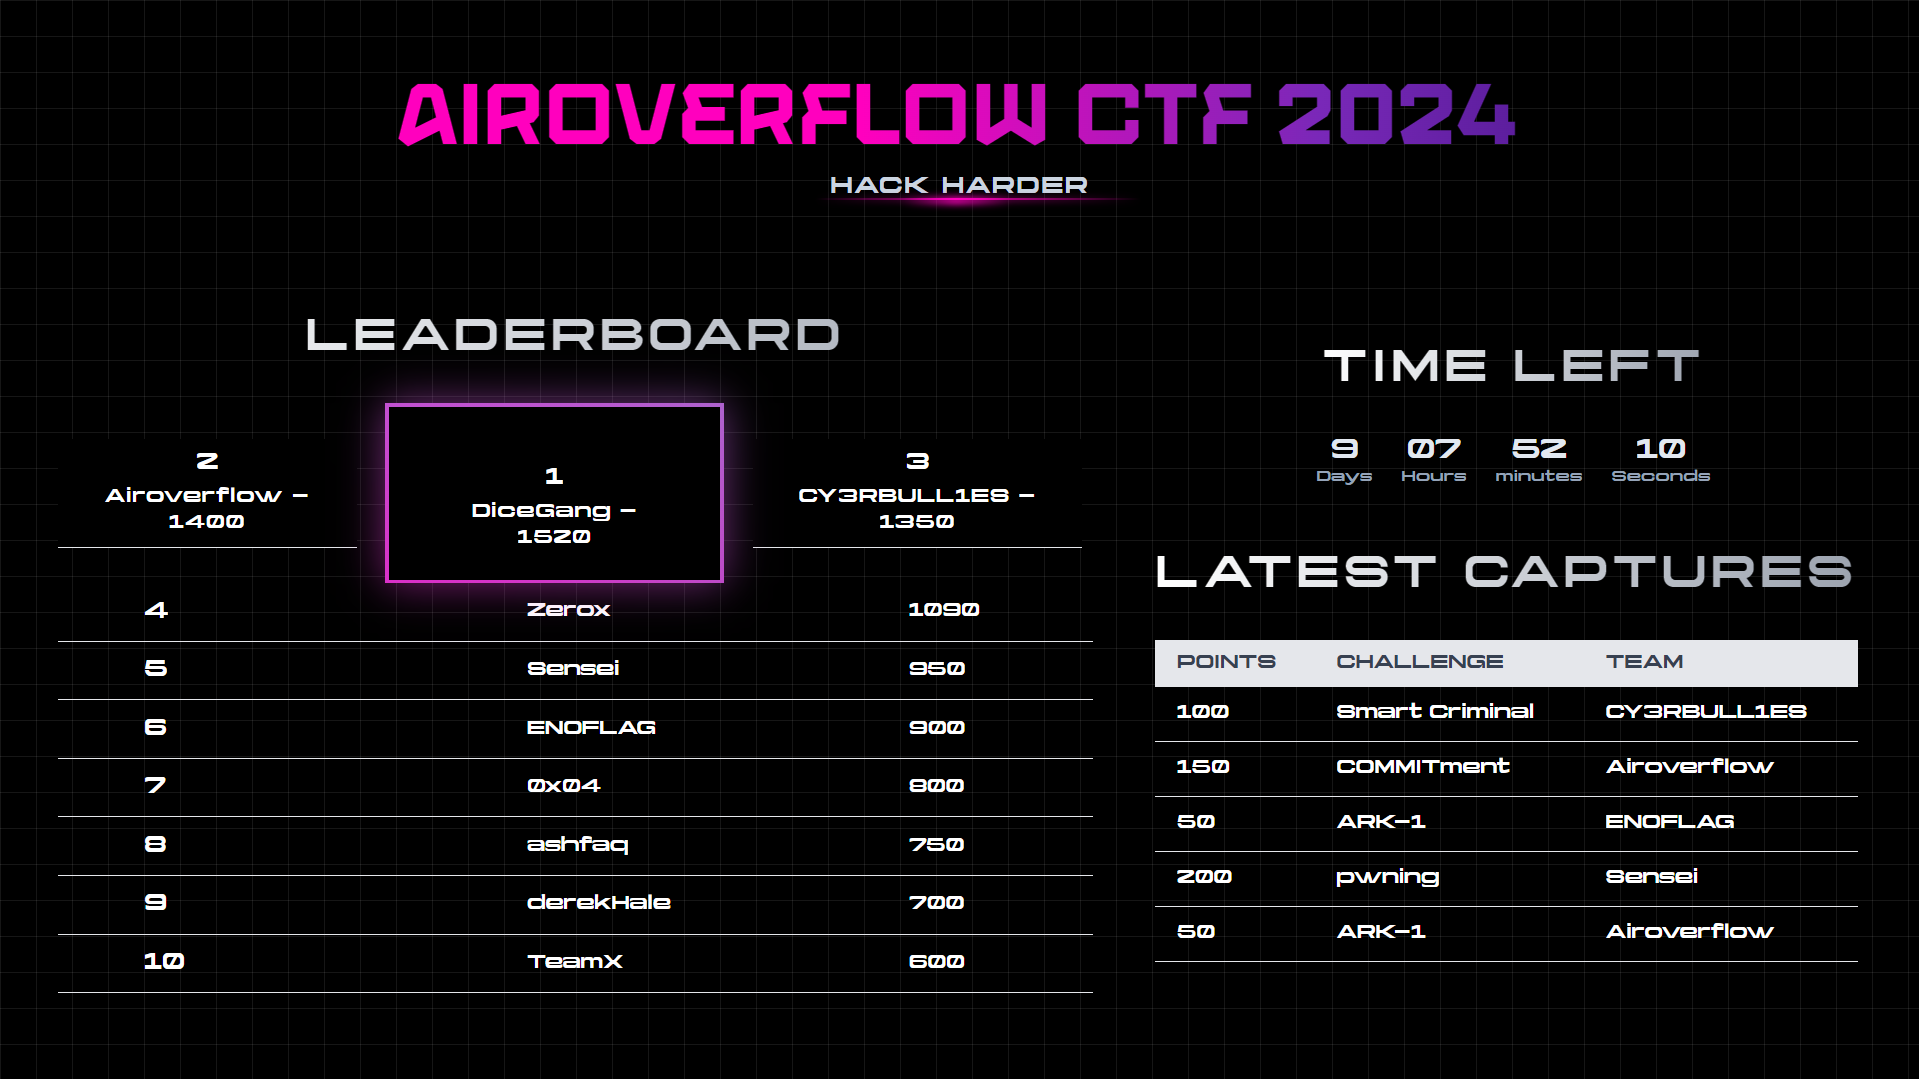 AIROVERFLOW CTF 2024
HACK HARDER
LEADERBOARD
2
Airoverflow –
1400
1
DiceGang –
1520
3
CY3RBULL1ES –
1350
4 Zerox 1090
5 Sensei 950
6 ENOFLAG 900
7 0x04 800
8 ashfaq 750
9 derekHale 700
10 TeamX 600
TIME LEFT
9 07 52 10
Days Hours minutes Seconds
LATEST CAPTURES
POINTS CHALLENGE TEAM
100 Smart Criminal CY3RBULL1ES
150 COMMITment Airoverflow
50 ARK-1 ENOFLAG
200 pwning Sensei
50 ARK-1 Airoverflow